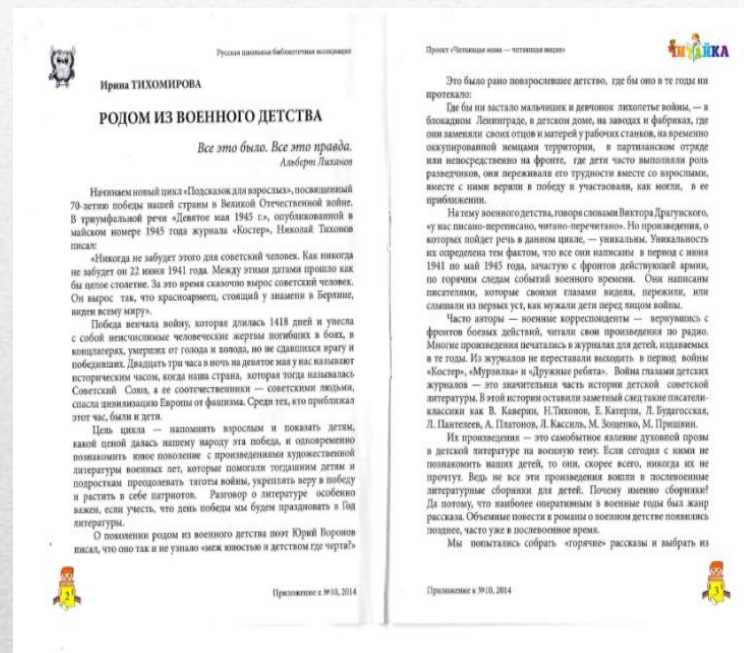 Русская школьная библиотечная ассоциация
Ирина ТИХОМИРОВА
РОДОМ ИЗ ВОЕННОГО ДЕТСТВА
Все это было. Все это правда.
Альберт Лиханов
Начинаем новый цикл «Подсказок для взрослых», посвященный
70-летию победы нашей страны в Великой Отечественной войне.
В триумфальной речи «Девятое мая 1945 г.», опубликованной в
майском номере 1945 года журнала «Костер», Николай Тихонов
писал:
«Никогда не забудет этого дня советский человек. Как никогда
не забудет он 22 июня 1941 года. Между этими датами прошло как
бы целое столетие. За это время сказочно вырос советский человек.
Он вырос так, что красноармеец, стоящий у знамени в Берлине,
виден всему миру».
Победа венчала войну, которая длилась 1418 дней и унесла
с собой неисчислимые человеческие жертвы погибших в боях, в
концлагерях, умерших от голода и холода, но не сдавшихся врагу и
победивших. Двадцать три часа в ночь на девятое мая у нас называют
историческим часом, когда наша страна, которая тогда называлась
Советский Союз, а ее соотечественники — советскими людьми,
спасла цивилизацию Европы от фашизма. Среди тех, кто приближал
этот час, были и дети.
Цель цикла — напомнить взрослым и показать детям,
какой ценой далась нашему народу эта победа, и одновременно
познакомить юное поколение с произведениями художественной
литературы военных лет, которые помогали тогдашним детям и
подросткам преодолевать тяготы войны, укреплять веру в победу
и растить в себе патриотов. Разговор о литературе особенно
важен, если учесть, что день победы мы будем праздновать в Год
литературы.
О поколении родом из военного детства поэт Юрий Воронов
писал, что оно так и не узнало «меж юностью и детством где черта?»
2
Приложение к №10, 2014
Проект «Читающая мама — читающая нация»
ЧИТАЙКА
Это было рано повзрослевшее детство, где бы оно в те годы ни
протекало:
Где бы ни застало мальчишек и девчонок лихолетье войны, — в
блокадном Ленинграде, в детском доме, на заводах и фабриках, где
они заменяли своих отцов и матерей у рабочих станков, на временно
оккупированной немцами территории, в партизанском отряде
или непосредственно на фронте, где дети часто выполняли роль
разведчиков, они переживали его трудности вместе со взрослыми,
вместе с ними верили в победу и участвовали, как могли, в ее
приближении.
На тему военного детства, говоря словами Виктора Драгунского,
«у нас писано-переписано, читано-перечитано». Но произведения, о
которых пойдет речь в данном цикле, — уникальны. Уникальность
их определена тем фактом, что все они написаны в период с июня
1941 по май 1945 года, зачастую с фронтов действующей армии,
по горячим следам событий военного времени. Они написаны
писателями, которые своими глазами видели, пережили, или
слышали из первых уст, как мужали дети перед лицом войны.
Часто авторы — военные корреспонденты — вернувшись с
фронтов боевых действий, читали свои произведения по радио.
Многие произведения печатались в журналах для детей, издаваемых
в те годы. Из журналов не переставали выходить в период войны
«Костер», «Мурзилка» и «Дружные ребята». Война глазами детских
журналов — это значительная часть истории детской советской
литературы. В этой истории оставили заметный след такие писатели-
классики как В. Каверин, Н.Тихонов, Е. Катерли, Л. Будогосская,
Л. Пантелеев, А. Платонов, Л. Кассиль, М. Зощенко, М. Пришвин.
Их произведения — это самобытное явление духовной прозы
в детской литературе на военную тему. Если сегодня с ними не
познакомить наших детей, то они, скорее всего, никогда их не
прочтут. Ведь не все эти произведения вошли в послевоенные
литературные сборники для детей. Почему именно сборники?
Да потому, что наиболее оперативным в военные годы был жанр
рассказа. Объемные повести и романы о военном детстве появились
позднее, часто уже в послевоенное время.
Мы попытались собрать «горячие» рассказы и выбрать из
Приложение к №10, 2014
3